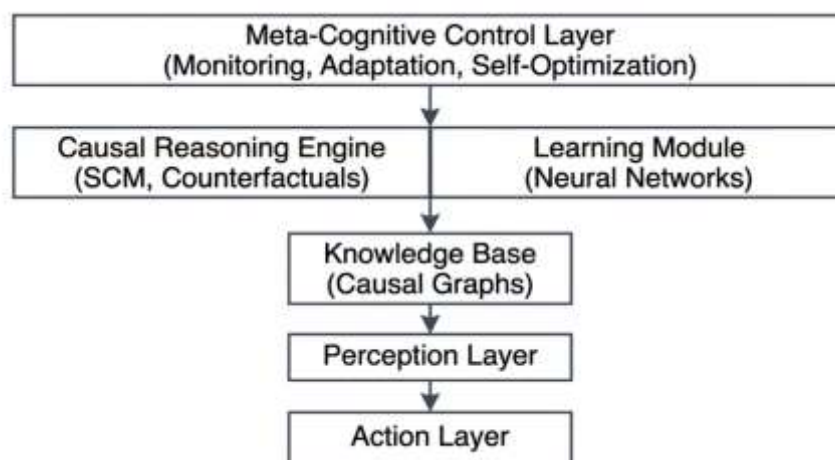 Meta-Cognitive Control Layer
(Monitoring, Adaptation, Self-Optimization)
Causal Reasoning Engine
(SCM, Counterfactuals)
Learning Module
(Neural Networks)
Knowledge Base
(Causal Graphs)
Perception Layer
Action Layer